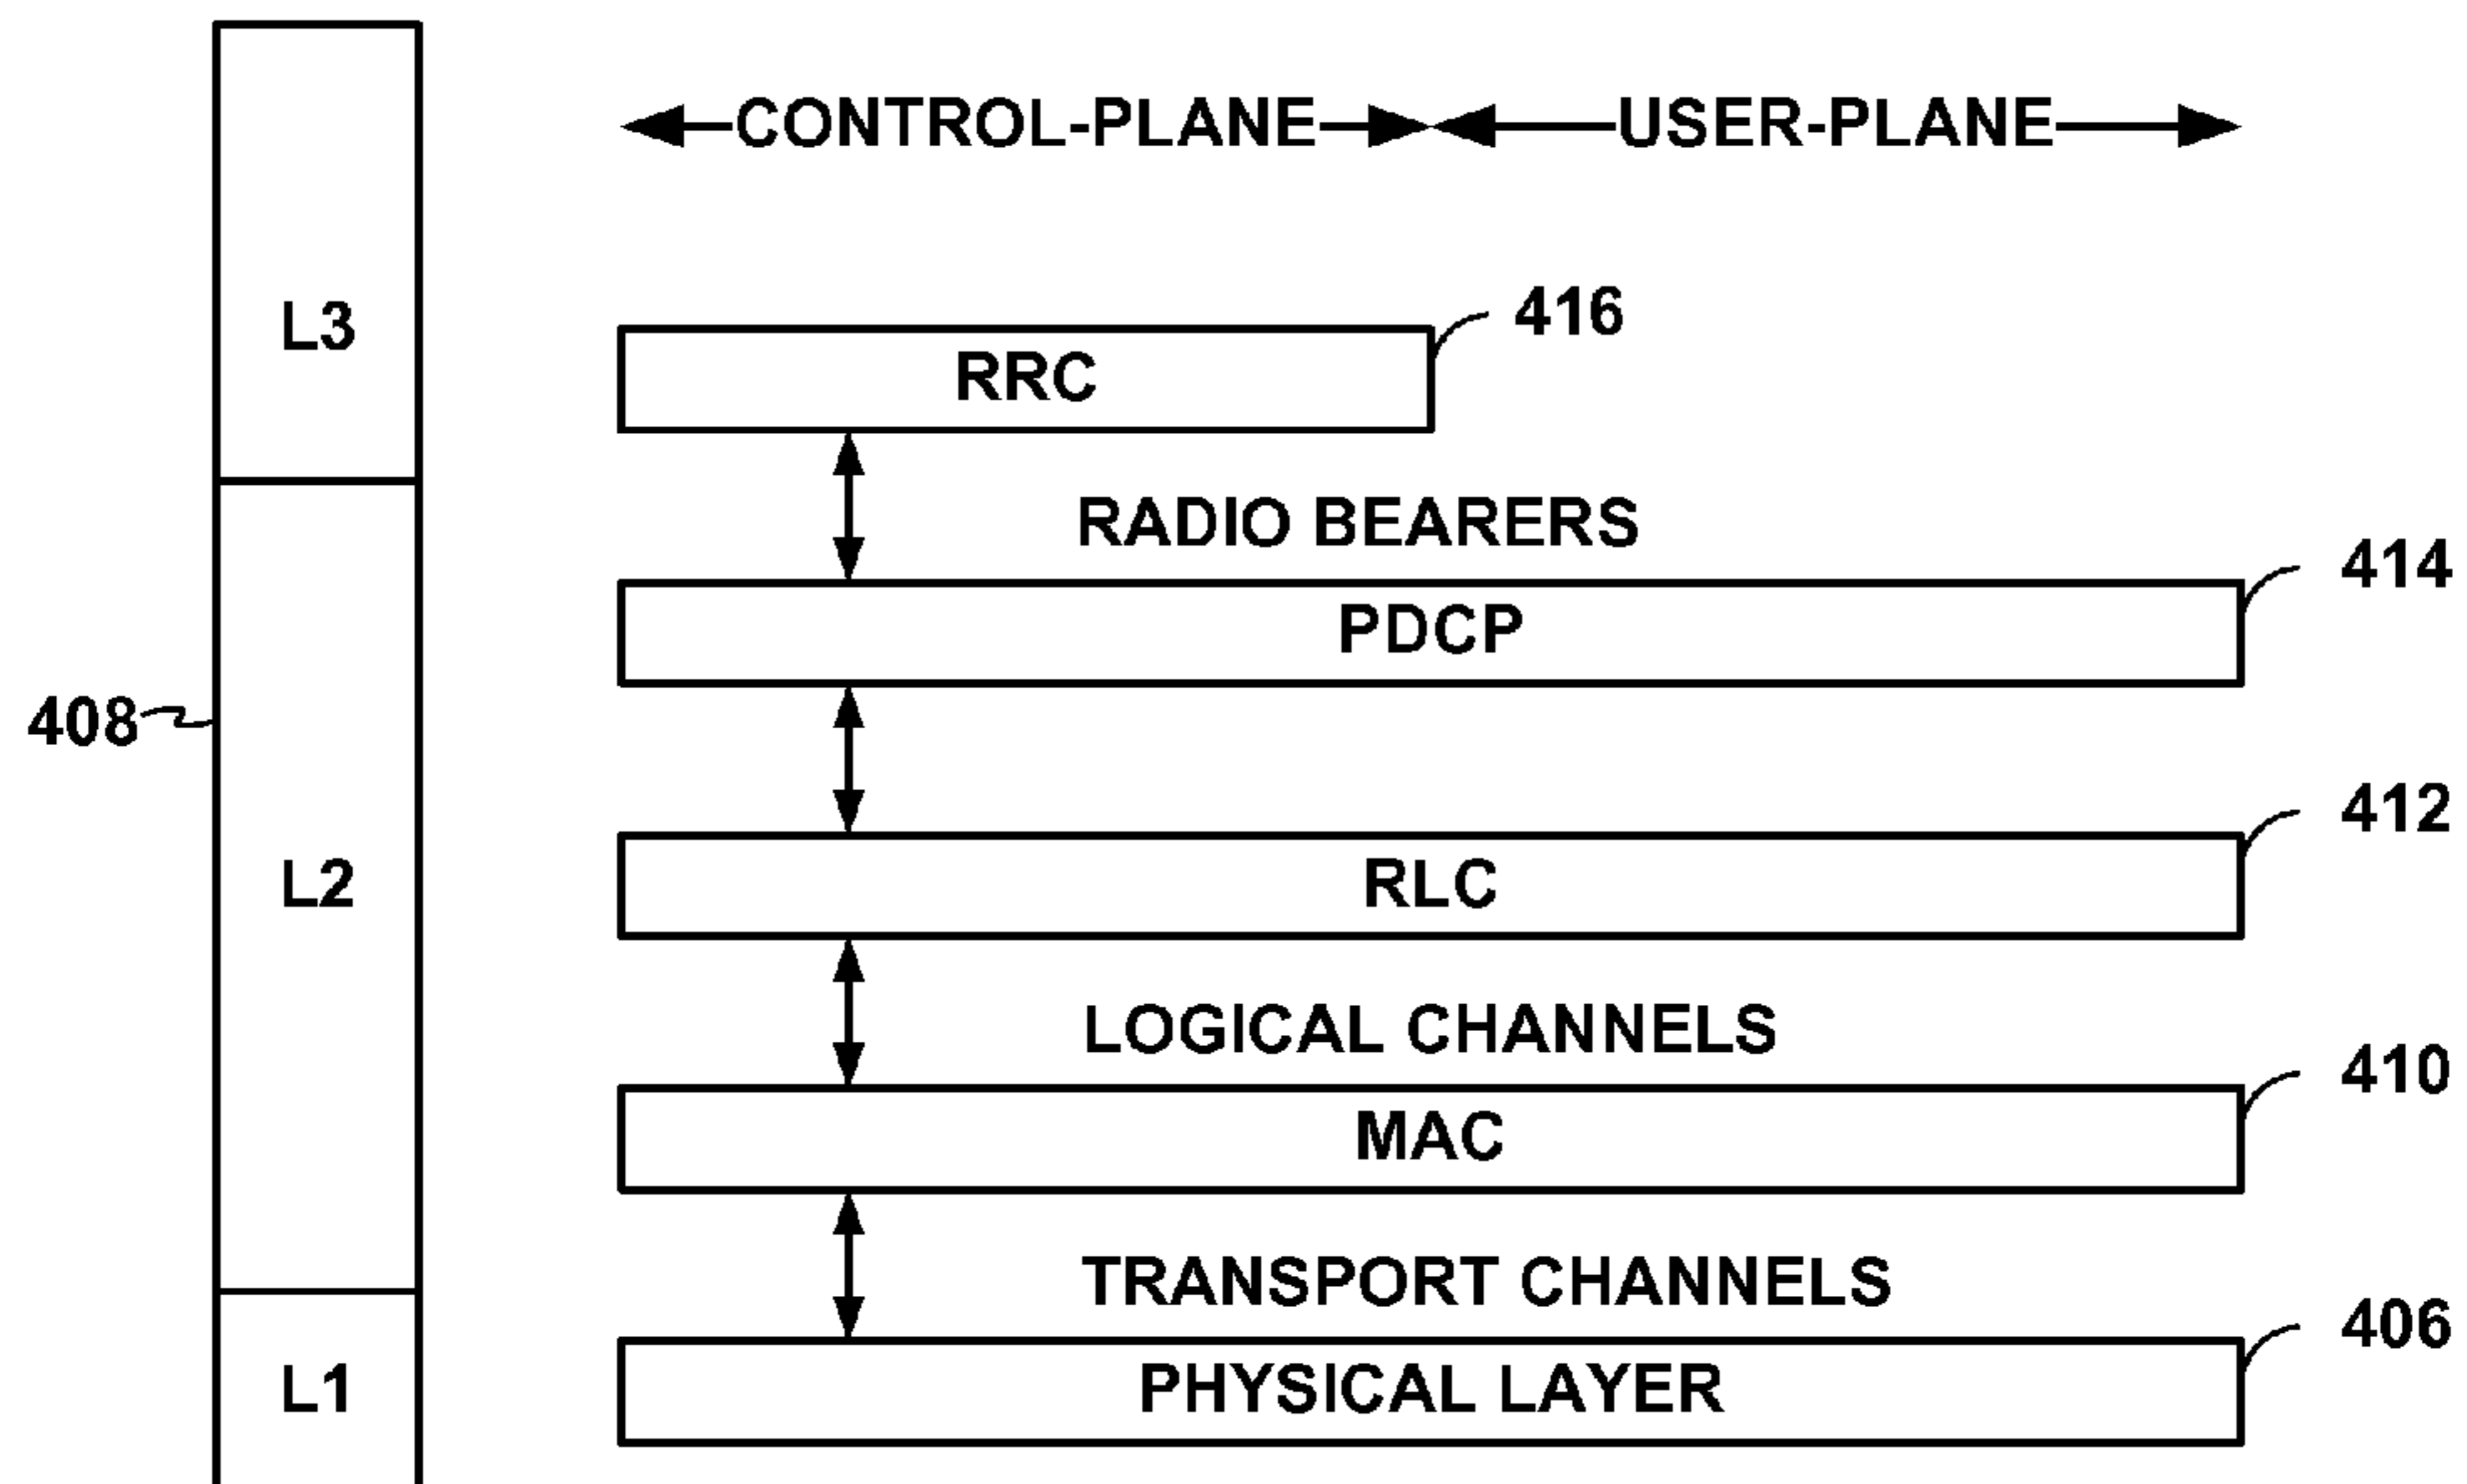 CONTROL-PLANE USER-PLANE
L3
416
RRC
RADIO BEARERS
414
PDCP
408
412
L2
RLC
LOGICAL CHANNELS
410
MAC
TRANSPORT CHANNELS
406
L1
PHYSICAL LAYER